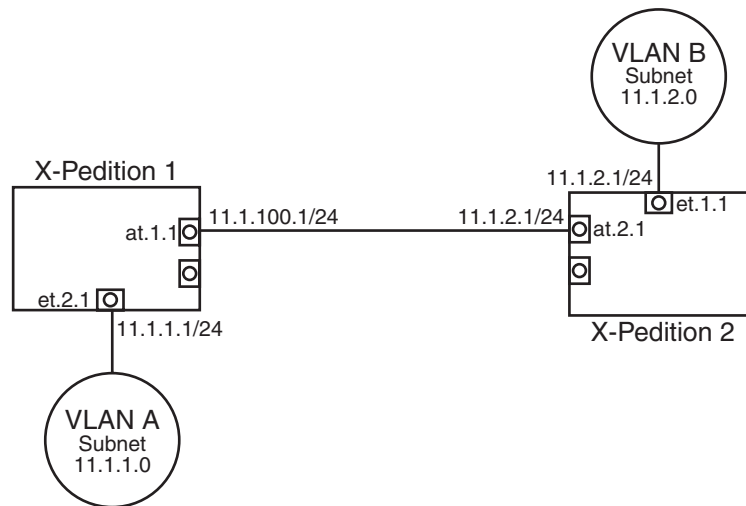 VLAN B
Subnet
11.1.2.0
X-Pedition 1
11.1.2.1/24
et.1.1
at.1.1
11.1.100.1/24
11.1.2.1/24
at.2.1
et.2.1
11.1.1.1/24
X-Pedition 2
VLAN A
Subnet
11.1.1.0